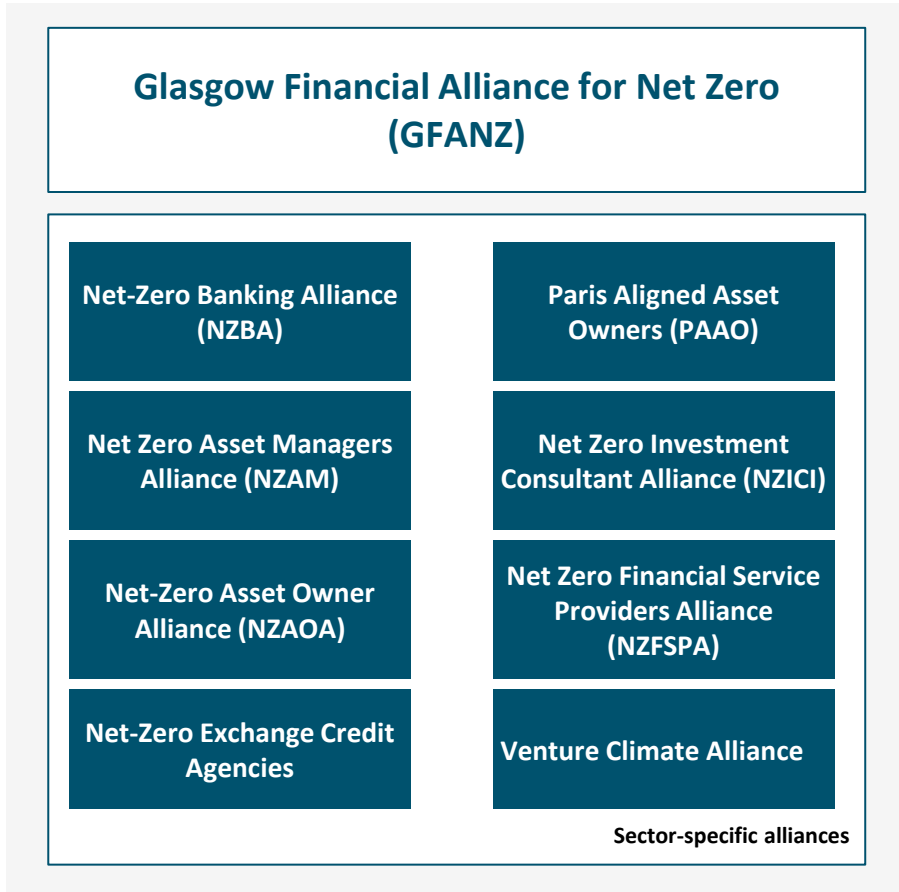 Glasgow Financial Alliance for Net Zero
(GFANZ)
Net-Zero Banking Alliance
(NZBA)
Paris Aligned Asset
Owners (PAAO)
Net Zero Asset Managers
Alliance (NZAM)
Net Zero Investment
Consultant Alliance (NZICI)
Net-Zero Asset Owner
Alliance (NZAOA)
Net Zero Financial Service
Providers Alliance
(NZFSPA)
Net-Zero Exchange Credit
Agencies
Venture Climate Alliance
Sector-specific alliances